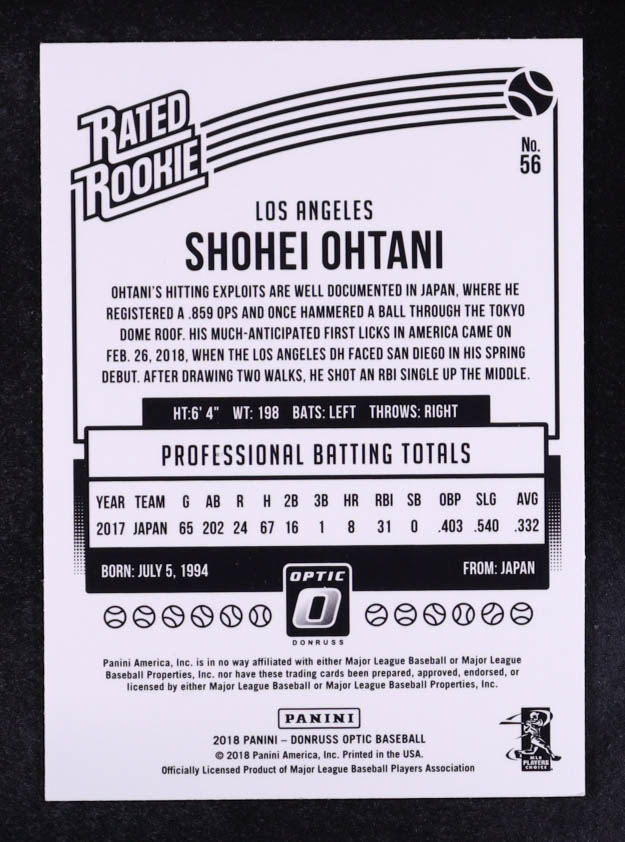 RATED
ROOKIE
No.
56
LOS ANGELES
SHOHEI OHTANI
OHTANI'S HITTING EXPLOITS ARE WELL DOCUMENTED IN JAPAN, WHERE HE
REGISTERED A .859 OPS AND ONCE HAMMERED A BALL THROUGH THE TOKYO
DOME ROOF. HIS MUCH-ANTICIPATED FIRST LICKS IN AMERICA CAME ON
FEB. 26, 2018, WHEN THE LOS ANGELES DH FACED SAN DIEGO IN HIS SPRING
DEBUT. AFTER DRAWING TWO WALKS, HE SHOT AN RBI SINGLE UP THE MIDDLE.
HT:6' 4" WT: 198 BATS: LEFT THROWS: RIGHT
PROFESSIONAL BATTING TOTALS
YEAR TEAM G AB R H 2B 3B HR RBI SB OBP SLG AVG
2017 JAPAN 65 202 24 67 16 1 8 31 0 .403 .540 .332
BORN: JULY 5, 1994 FROM: JAPAN
OPTIC
O
DONRUSS
Panini America, Inc. is in no way affiliated with either Major League Baseball or Major League
Baseball Properties, Inc. nor have these trading cards been prepared, approved, endorsed, or
licensed by either Major League Baseball or Major League Baseball Properties, Inc.
PANINI
2018 PANINI – DONRUSS OPTIC BASEBALL
© 2018 Panini America, Inc. Printed in the USA.
Officially Licensed Product of Major League Baseball Players Association
MLB
PLAYERS
CHOICE